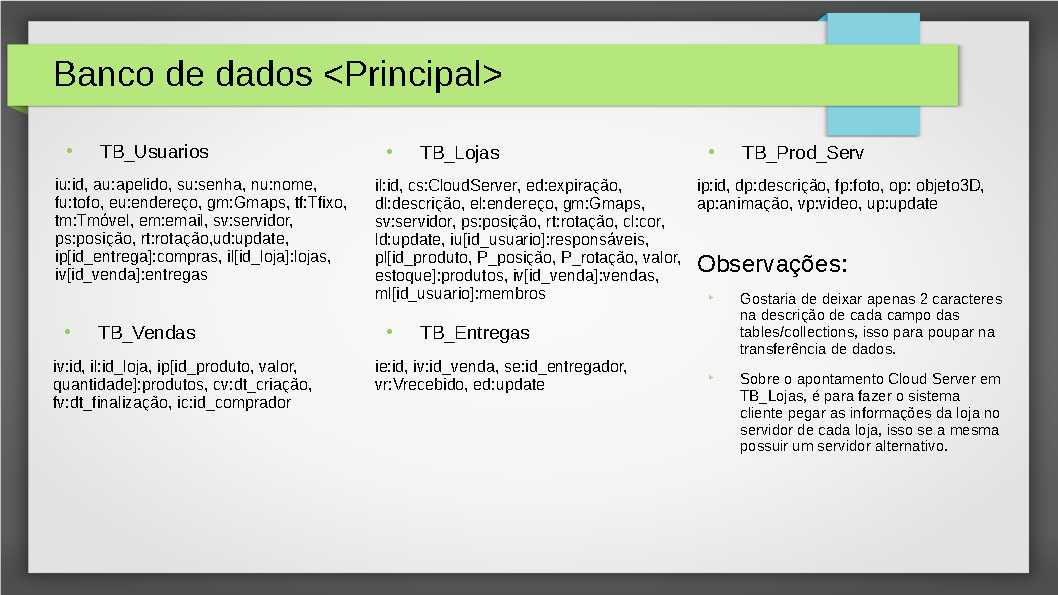 Banco de dados <Principal>
TB_Usuarios
iu:id, au:apelido, su:senha, nu:nome,
fu:tofo, eu:endereço, gm:Gmaps, tf:Tfixo,
tm:Tmóvel, em:email, sv:servidor,
ps:posição, rt:rotação,ud:update,
ip[id_entrega]:compras, il[id_loja]:lojas,
iv[id_venda]:entregas
TB_Lojas
il:id, cs:CloudServer, ed:expiração,
dl:descrição, el:endereço, gm:Gmaps,
sv:servidor, ps:posição, rt:rotação, cl:cor,
ld:update, iu[id_usuario]:responsáveis,
pl[id_produto, P_posição, P_rotação, valor,
estoque]:produtos, iv[id_venda]:vendas,
ml[id_usuario]:membros
TB_Prod_Serv
ip:id, dp:descrição, fp:foto, op: objeto3D,
ap:animação, vp:video, up:update
TB_Vendas
iv:id, il:id_loja, ip[id_produto, valor,
quantidade]:produtos, cv:dt_criação,
fv:dt_finalização, ic:id_comprador
TB_Entregas
ie:id, iv:id_venda, se:id_entregador,
vr:Vrecebido, ed:update
Observações:
Gostaria de deixar apenas 2 caracteres
na descrição de cada campo das
tables/collections, isso para poupar na
transferência de dados.
Sobre o apontamento Cloud Server em
TB_Lojas, é para fazer o sistema
cliente pegar as informações da loja no
servidor de cada loja, isso se a mesma
possuir um servidor alternativo.